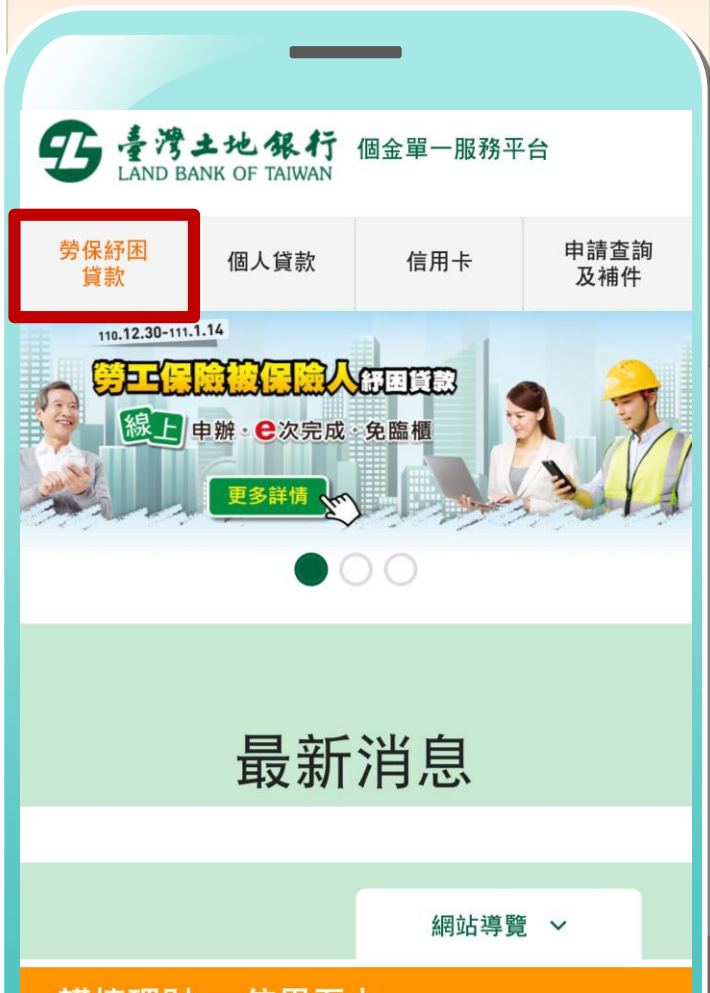 臺灣土地銀行 個金單一服務平台
LAND BANK OF TAIWAN
勞保紓困
貸款
個人貸款
信用卡
申請查詢
及補件
110.12.30-111.1.14
勞工保險被保險人紓困貸款
線上申辦·e次完成·免臨櫃
更多詳情
最新消息
網站導覽